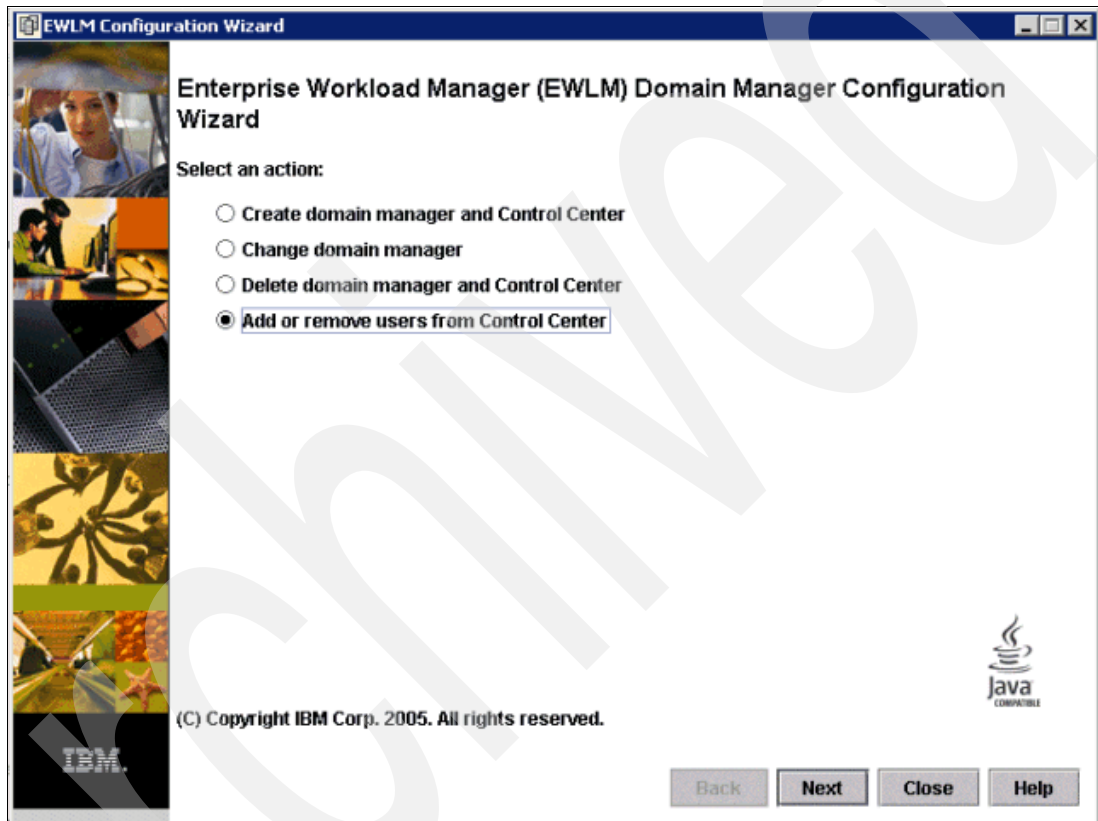 EWLM Configuration Wizard
Enterprise Workload Manager (EWLM) Domain Manager Configuration
Wizard
Select an action:
Create domain manager and Control Center
Change domain manager
Delete domain manager and Control Center
Add or remove users from Control Center
Java
COMPATIBLE
(C) Copyright IBM Corp. 2005. All rights reserved.
IBM.
Back Next Close Help